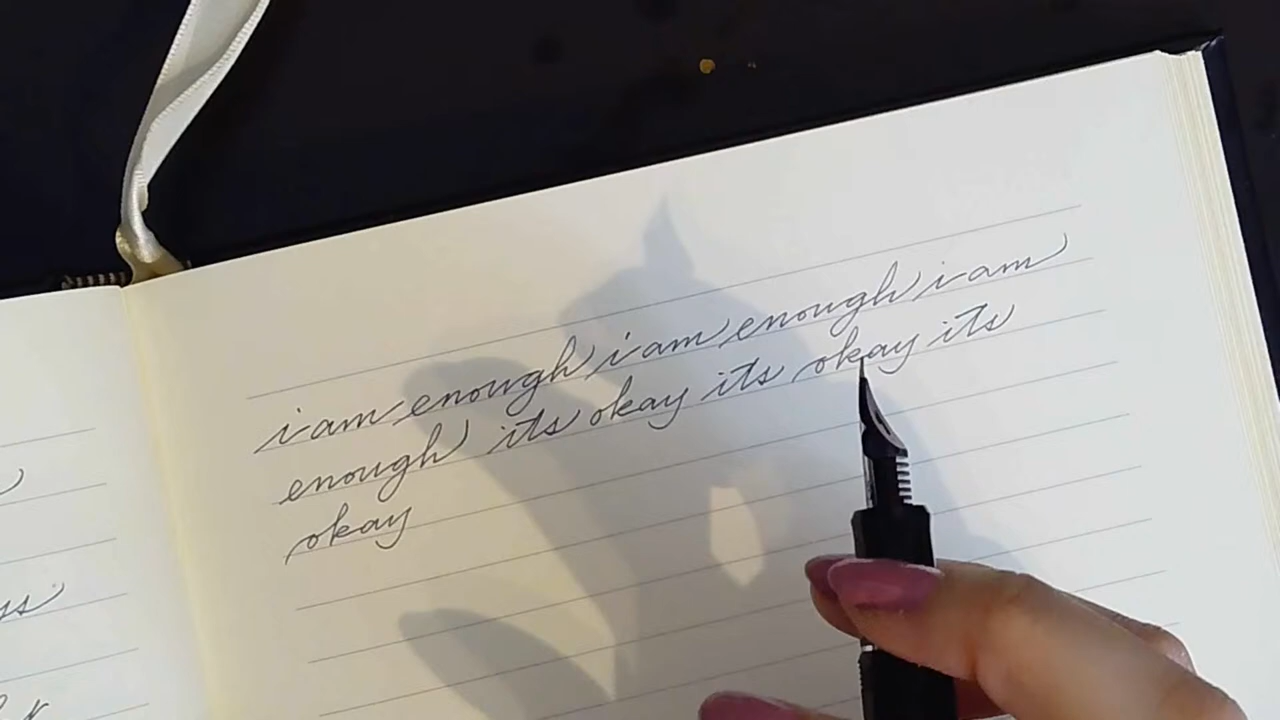 i am enough i am enough i am
enough its okay its okay its
okay